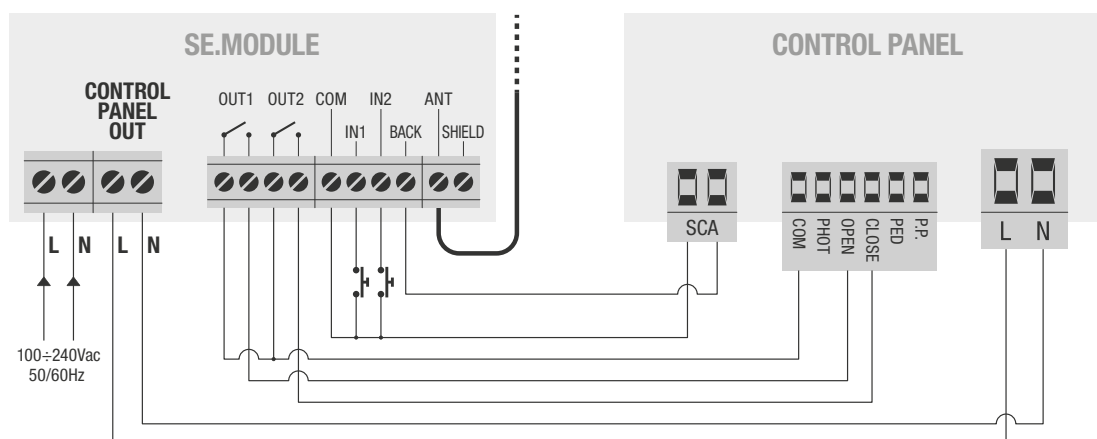 SE.MODULE
CONTROL PANEL
CONTROL
PANEL
OUT
OUT1 OUT2 COM IN2 ANT
IN1 BACK SHIELD
L N L N
SCA
COM
PHOT
OPEN
CLOSE
PED
P.P.
L N
100÷240Vac
50/60Hz